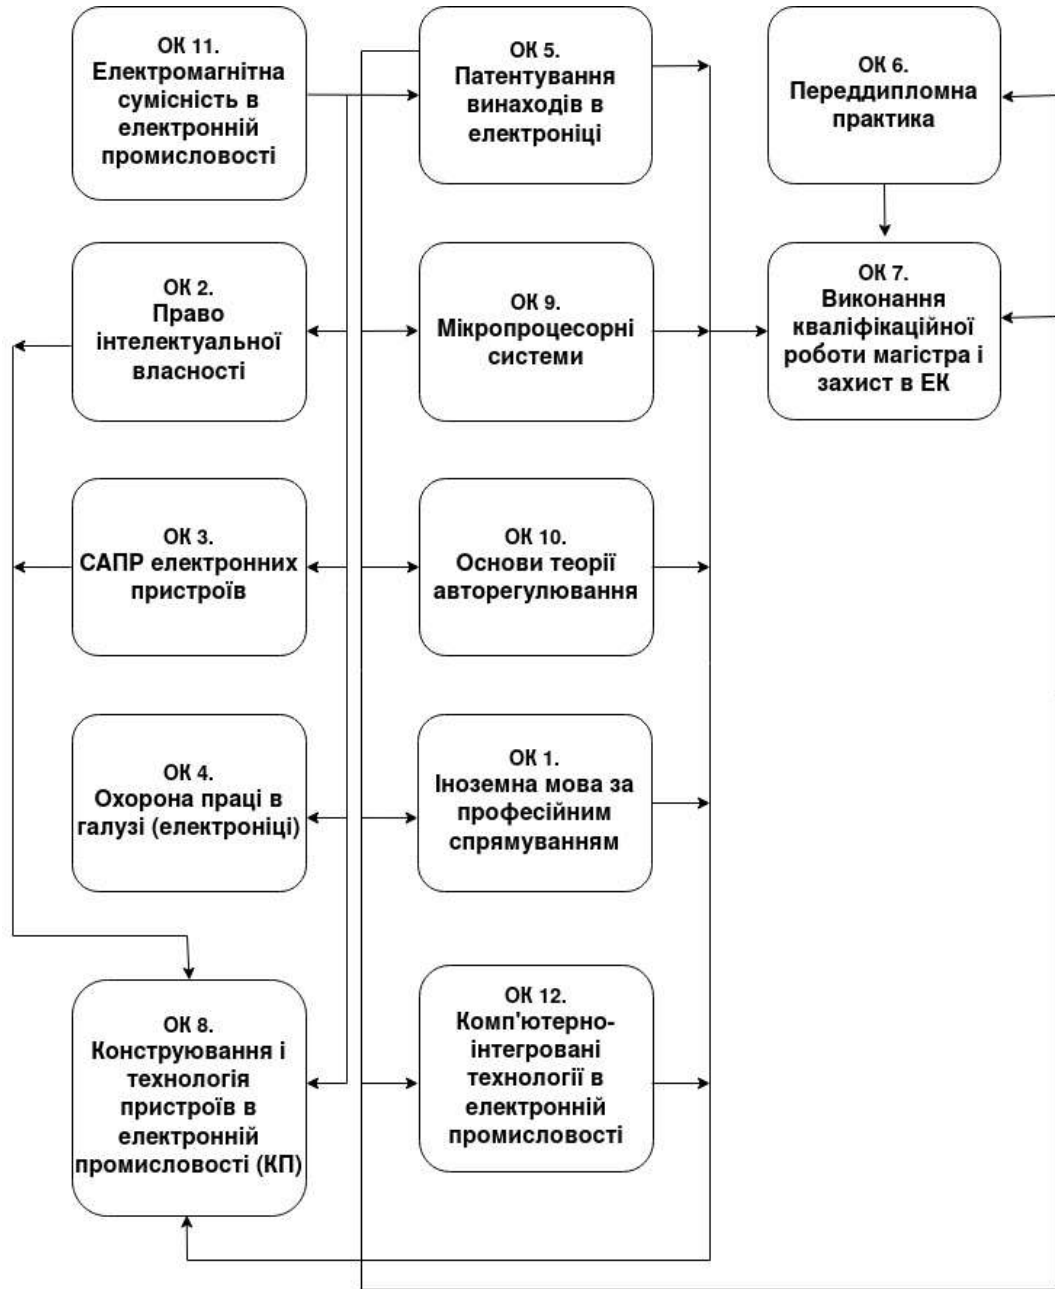 ОК 11.
Електромагнітна
сумісність в
електронній
промисловості
ОК 5.
Патентування
винаходів в
електроніці
ОК 6.
Переддипломна
практика
ОК 2.
Право
інтелектуальної
власності
ОК 9.
Мікропроцесорні
системи
ОК 7.
Виконання
кваліфікаційної
роботи магістра і
захист в ЕК
ОК 3.
САПР електронних
пристроїв
ОК 10.
Основи теорії
авторегулювання
ОК 4.
Охорона праці в
галузі (електроніці)
ОК 1.
Іноземна мова за
професійним
спрямуванням
ОК 8.
Конструювання і
технологія
пристроїв в
електронній
промисловості (КП)
ОК 12.
Комп'ютерно-
інтегровані
технології в
електронній
промисловості